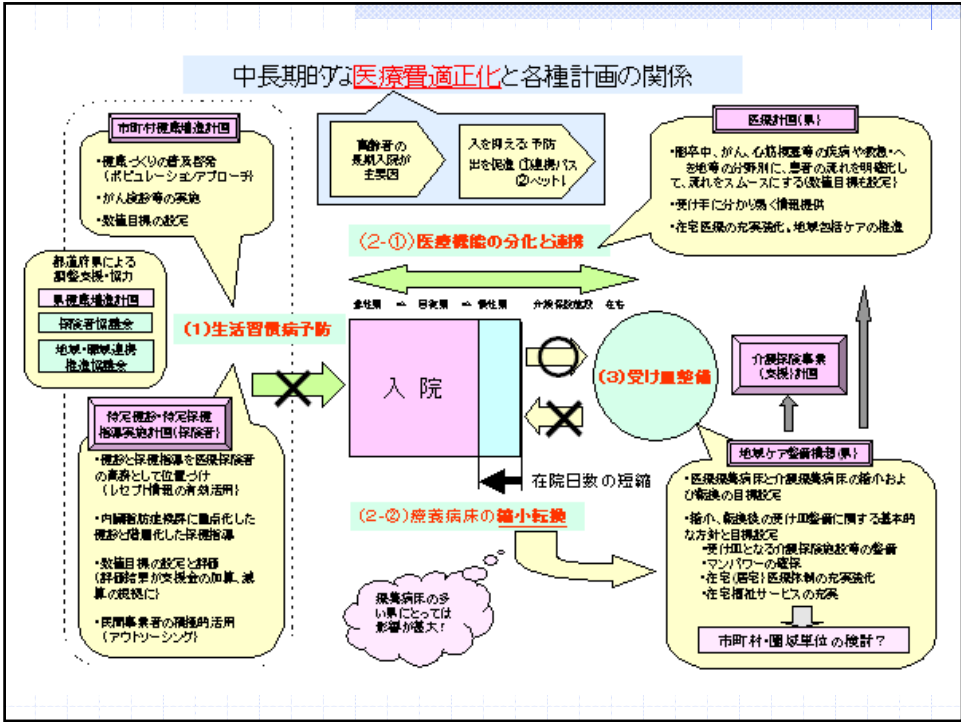 中長期的な医療費適正化と各種計画の関係
市町村健康増進計画
・健康づくりの普及啓発
（ポピュレーションアプローチ）
・がん検診等の実施
・数値目標の設定
高齢者の
長期入院が
主要因
入を抑える:予防
出を促進 ①連携パス
②ベット↓
医療計画(県)
・脳卒中、がん、心筋梗塞等の疾病や救急・へ
き地等の分野別に、患者の流れを明確化し
て、流れをスムースにする(数値目標も設定)
・受け手に分かり易く情報提供
・在宅医療の充実強化、地域包括ケアの推進
(2-①)医療機能の分化と連携
都道府県による
調整支援・協力
県健康増進計画
保険者協議会
地域・職域連携
推進協議会
急性期 ⇒ 回復期 ⇒ 慢性期 介護保険施設 在宅
(1)生活習慣病予防
入 院
(3)受け皿整備
介護保険事業
(支援)計画
特定健診・特定保健
指導実施計画(保険者)
・健診と保健指導を医療保険者
の責務として位置づけ
（レセプト情報の有効活用）
・内臓脂肪症候群に重点化した
健診と階層化した保健指導
・数値目標の設定と評価
(評価結果が支援金の加算、減
算の根拠に)
・民間事業者の積極的活用
（アウトソーシング）
在院日数の短縮
(2-②)療養病床の縮小転換
療養病床の多
い県にとっては
影響が甚大！
地域ケア整備構想(県)
・医療療養病床と介護療養病床の縮小およ
び転換の目標設定
・縮小、転換後の受け皿整備に関する基本的
な方針と目標設定
・受け皿となる介護保険施設等の整備
・マンパワーの確保
・在宅(居宅)医療体制の充実強化
・在宅福祉サービスの充実
市町村・圏域単位の検討？